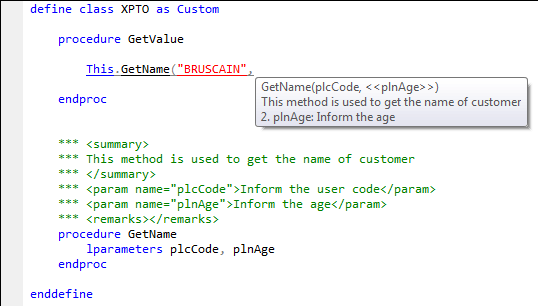 define class XPTO as Custom
procedure GetValue
This.GetName("BRUSCAIN",
GetName(plcCode, <<plnAge>>)
This method is used to get the name of customer
2. plnAge: Inform the age
endproc
*** <summary>
*** This method is used to get the name of customer
*** </summary>
*** <param name="plcCode">Inform the user code</param>
*** <param name="plnAge">Inform the age</param>
*** <remarks></remarks>
procedure GetName
lparameters plcCode, plnAge
endproc
enddefine